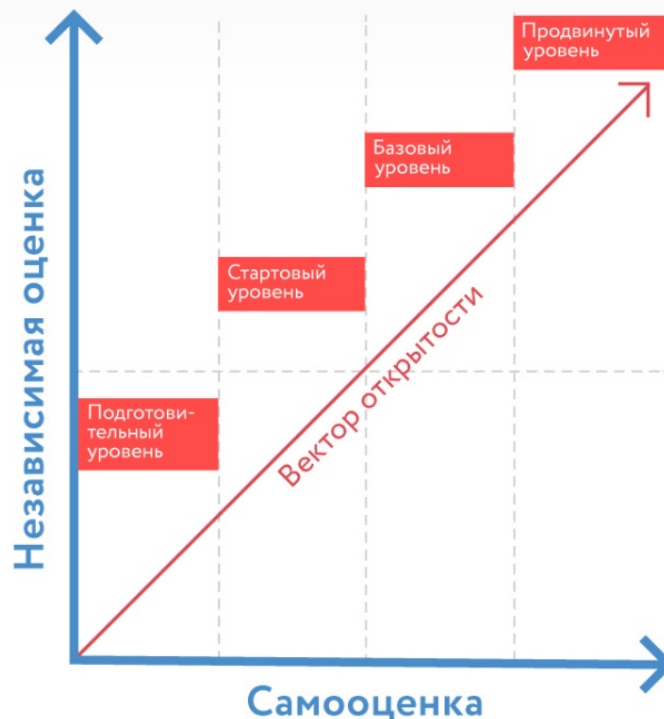 Продвинутый
уровень
Базовый
уровень
Стартовый
уровень
Подготови-
тельный
уровень
Вектор открытости
Независимая оценка
Самооценка